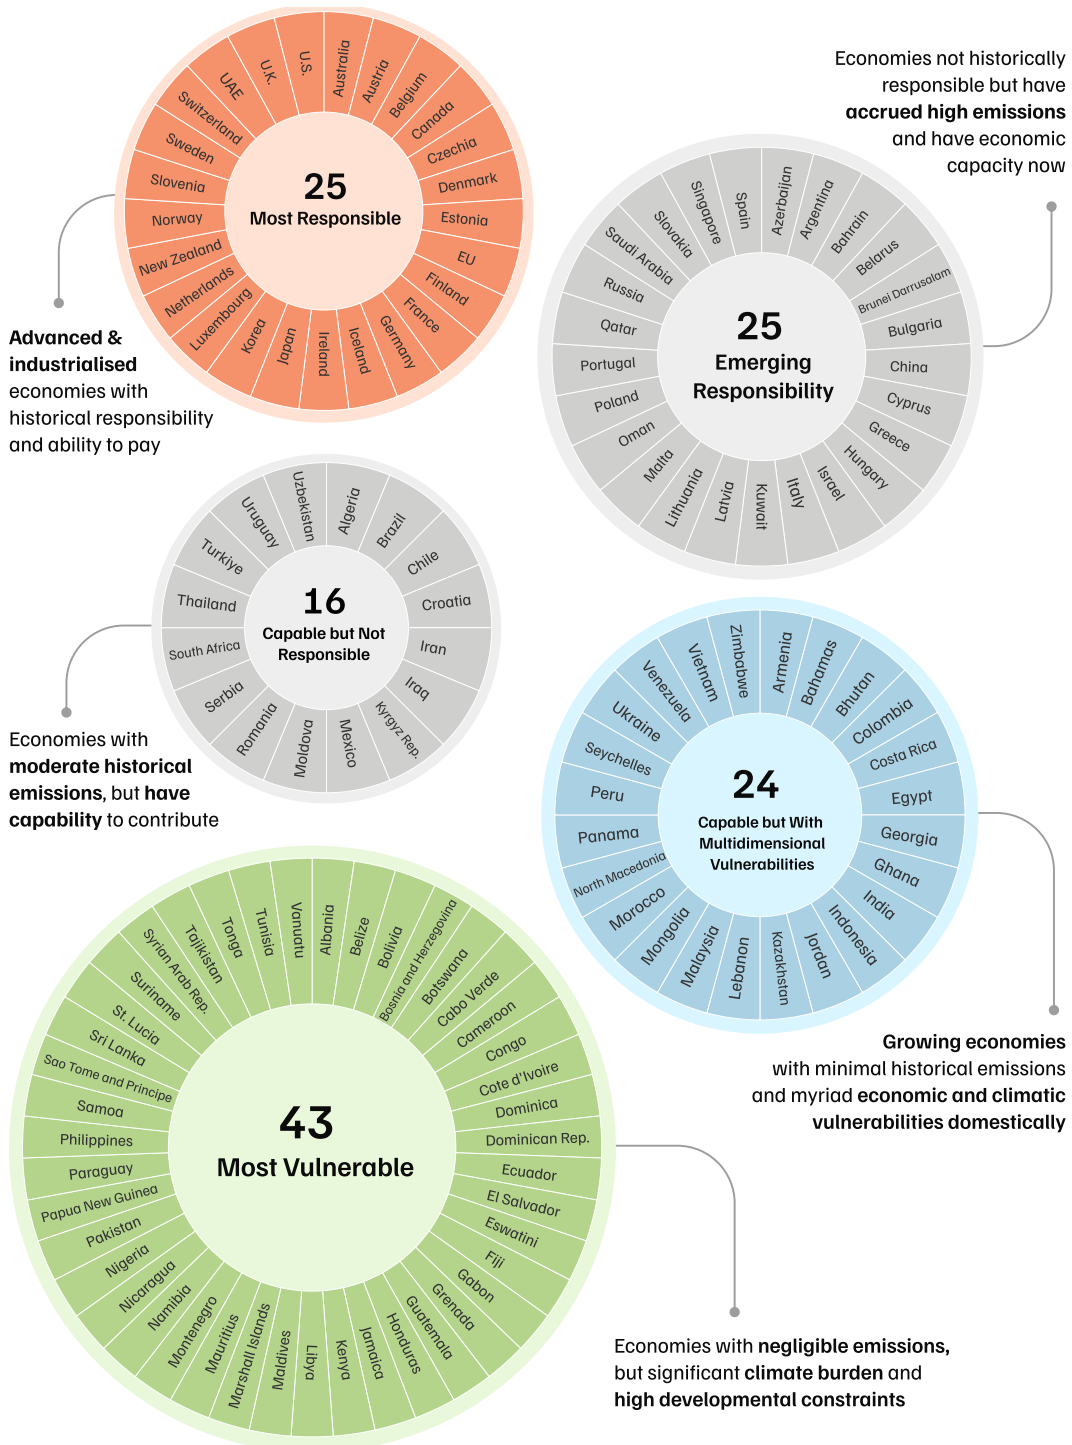 25
Most Responsible
Australia
Austria
Belgium
Canada
Czechia
Denmark
Estonia
EU
Finland
France
Germany
Iceland
Ireland
Japan
Korea
Luxembourg
Netherlands
New Zealand
Norway
Slovenia
Sweden
Switzerland
UAE
U.K.
U.S.
Advanced &
industrialised
economies with
historical responsibility
and ability to pay
Economies not historically
responsible but have
accrued high emissions
and have economic
capacity now
25
Emerging
Responsibility
Azerbaijan
Argentina
Bahrain
Belarus
Brunei Darrusalam
Bulgaria
China
Cyprus
Greece
Hungary
Israel
Italy
Kuwait
Latvia
Lithuania
Malta
Oman
Poland
Portugal
Qatar
Russia
Saudi Arabia
Slovakia
Singapore
Spain
16
Capable but Not
Responsible
Algeria
Brazil
Chile
Croatia
Iran
Iraq
Kyrgyz Rep.
Mexico
Moldova
Romania
Serbia
South Africa
Thailand
Turkiye
Uruguay
Uzbekistan
Economies with
moderate historical
emissions, but have
capability to contribute
24
Capable but With
Multidimensional
Vulnerabilities
Armenia
Bahamas
Bhutan
Colombia
Costa Rica
Egypt
Georgia
Ghana
India
Indonesia
Jordan
Kazakhstan
Lebanon
Malaysia
Mongolia
Morocco
North Macedonia
Panama
Peru
Seychelles
Ukraine
Venezuela
Vietnam
Zimbabwe
Growing economies
with minimal historical emissions
and myriad economic and climatic
vulnerabilities domestically
43
Most Vulnerable
Albania
Belize
Bolivia
Bosnia and Herzegovina
Botswana
Cabo Verde
Cameroon
Congo
Cote d'Ivoire
Dominica
Dominican Rep.
Ecuador
El Salvador
Eswatini
Fiji
Gabon
Grenada
Guatemala
Honduras
Jamaica
Kenya
Libya
Maldives
Marshall Islands
Mauritius
Montenegro
Namibia
Nicaragua
Nigeria
Pakistan
Papua New Guinea
Paraguay
Philippines
Samoa
Sao Tome and Principe
Sri Lanka
St. Lucia
Suriname
Syrian Arab Rep.
Tajikistan
Tonga
Tunisia
Vanuatu
Economies with negligible emissions,
but significant climate burden and
high developmental constraints